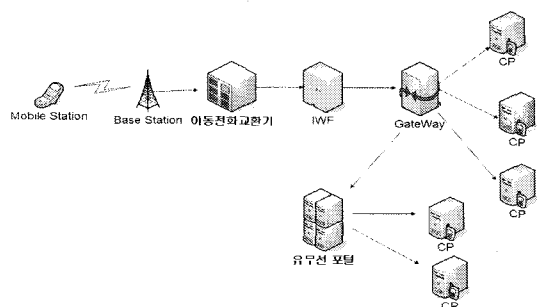 CP
Mobile Station
Base Station
이동전화교환기
IWF
GateWay
CP
CP
유무선 포털
CP
CP